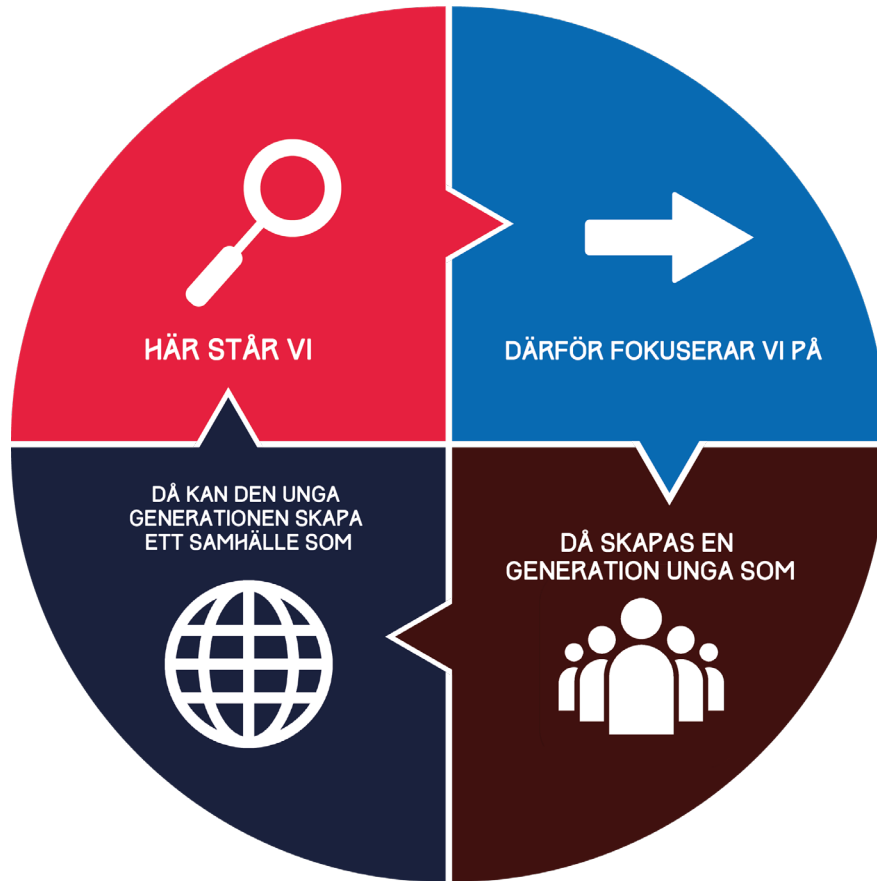 HÄR STÅR VI
DÄRFÖR FOKUSERAR VI PÅ
DÅ KAN DEN UNGA
GENERATIONEN SKAPA
ETT SAMHÄLLE SOM
DÅ SKAPAS EN
GENERATION UNGA SOM